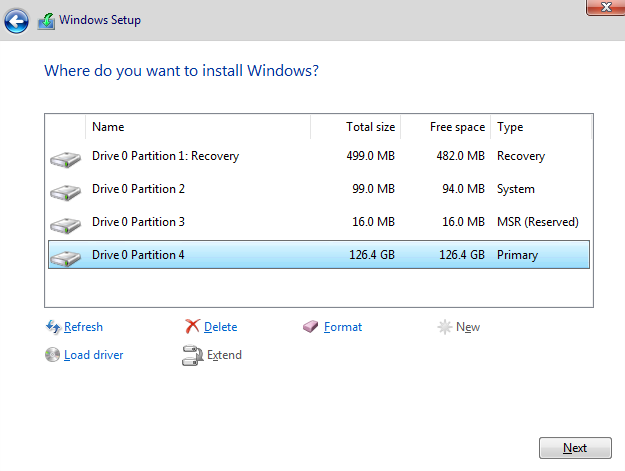 Windows Setup
Where do you want to install Windows?
Name Total size Free space Type
Drive 0 Partition 1: Recovery 499.0 MB 482.0 MB Recovery
Drive 0 Partition 2 99.0 MB 94.0 MB System
Drive 0 Partition 3 16.0 MB 16.0 MB MSR (Reserved)
Drive 0 Partition 4 126.4 GB 126.4 GB Primary
Refresh Delete Format New
Load driver Extend
Next